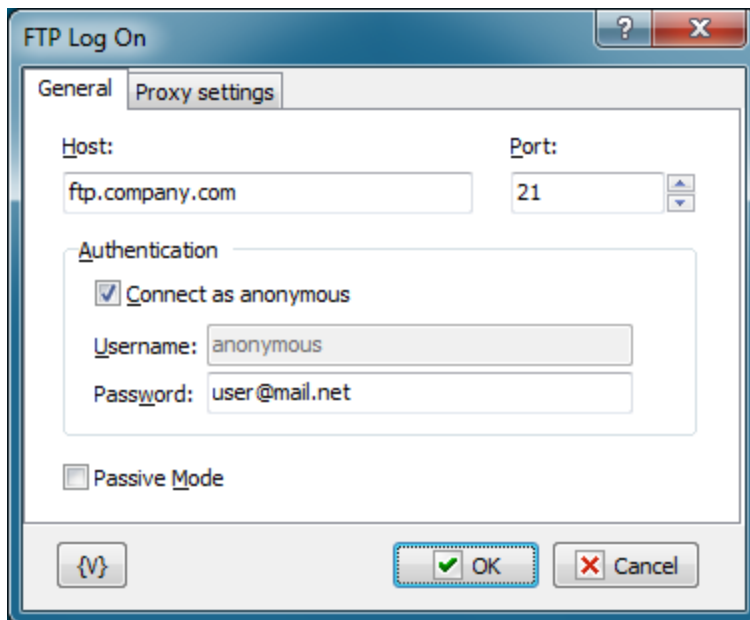 FTP Log On
General Proxy settings
Host: Port:
ftp.company.com 21
Authentication
Connect as anonymous
Username: anonymous
Password: user@mail.net
Passive Mode
{V} OK Cancel